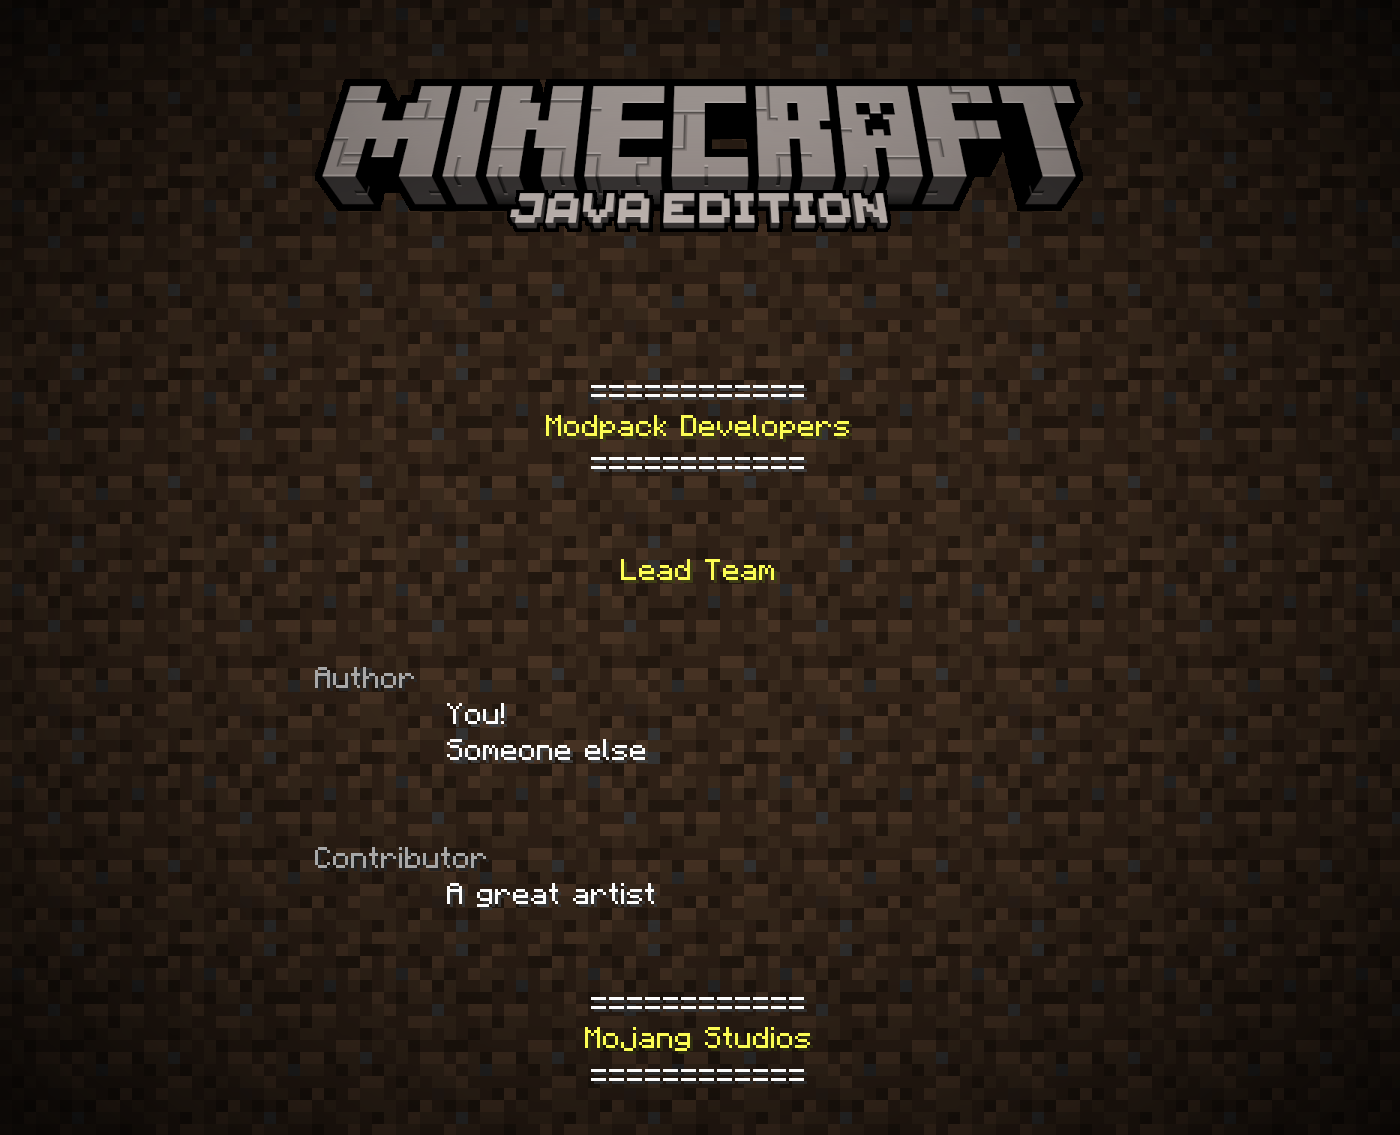 MINECRAFT
JAVA EDITION
============
Modpack Developers
============
Lead Team
Author
You!
Someone else
Contributor
A great artist
============
Mojang Studios
============